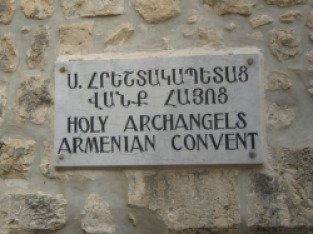 Ս. ՀՐԵՇՏԱԿԱՊԵՏԱՑ
ՎԱՆՔ ՀԱՅՈՑ
HOLY ARCHANGELS
ARMENIAN CONVENT